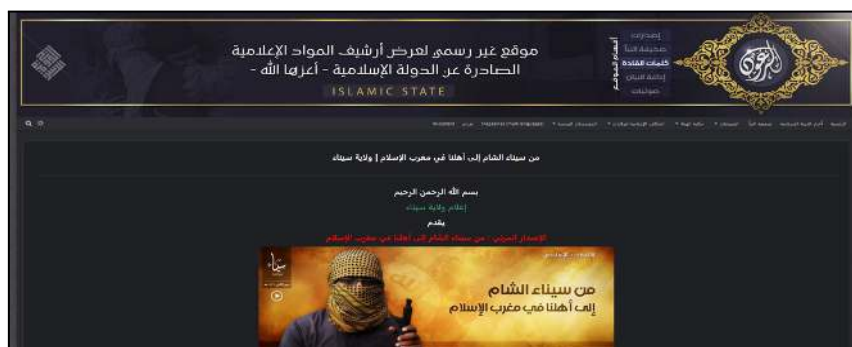 موقع غير رسمي لعرض أرشيف المواد الإعلامية
الصادرة عن الدولة الإسلامية - أعزها الله -
ISLAMIC STATE
أقسام الموقع
إصدارات
صحيفة النبأ
كلمات القادة
إذاعة البيان
صوتيات
من سيناء الشام إلى أهلنا في مغرب الإسلام | ولاية سيناء
بسم الله الرحمن الرحيم
إعلام ولاية سيناء
يقدم
الإصدار المرئي : من سيناء الشام إلى أهلنا في مغرب الإسلام
سيناء
من سيناء الشام
إلى أهلنا في مغرب الإسلام